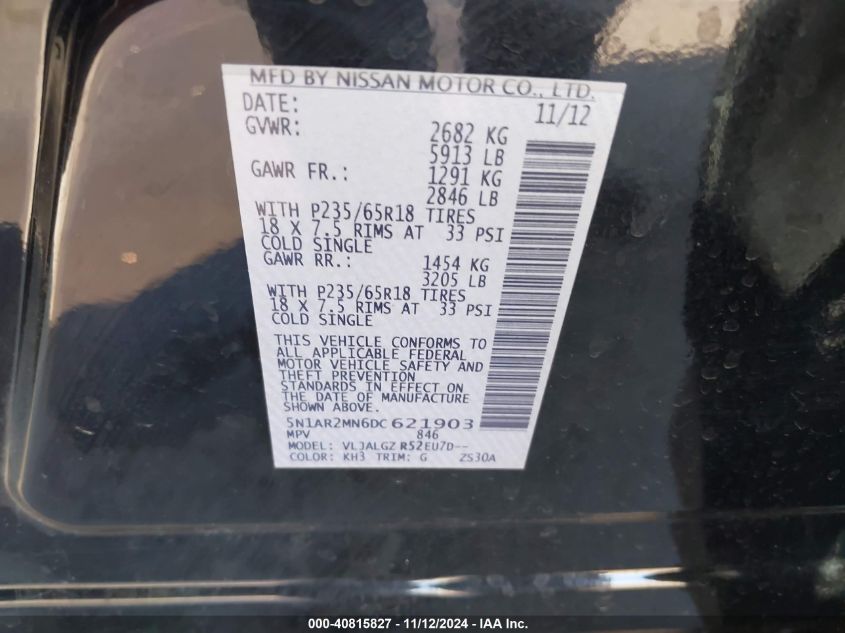 MFD BY NISSAN MOTOR CO., LTD.
DATE: 11/12
GVWR: 2682 KG
5913 LB
GAWR FR.: 1291 KG
2846 LB
WITH P235/65R18 TIRES
18 X 7.5 RIMS AT 33 PSI
COLD SINGLE
GAWR RR.: 1454 KG
3205 LB
WITH P235/65R18 TIRES
18 X 7.5 RIMS AT 33 PSI
COLD SINGLE
THIS VEHICLE CONFORMS TO
ALL APPLICABLE FEDERAL
MOTOR VEHICLE SAFETY AND
THEFT PREVENTION
STANDARDS IN EFFECT ON
THE DATE OF MANUFACTURE
SHOWN ABOVE.
5N1AR2MN6DC 621903
MPV 846
MODEL: VLJALGZ R52EU7D--
COLOR: KH3 TRIM: G ZS30A
000-40815827 - 11/12/2024 - IAA Inc.